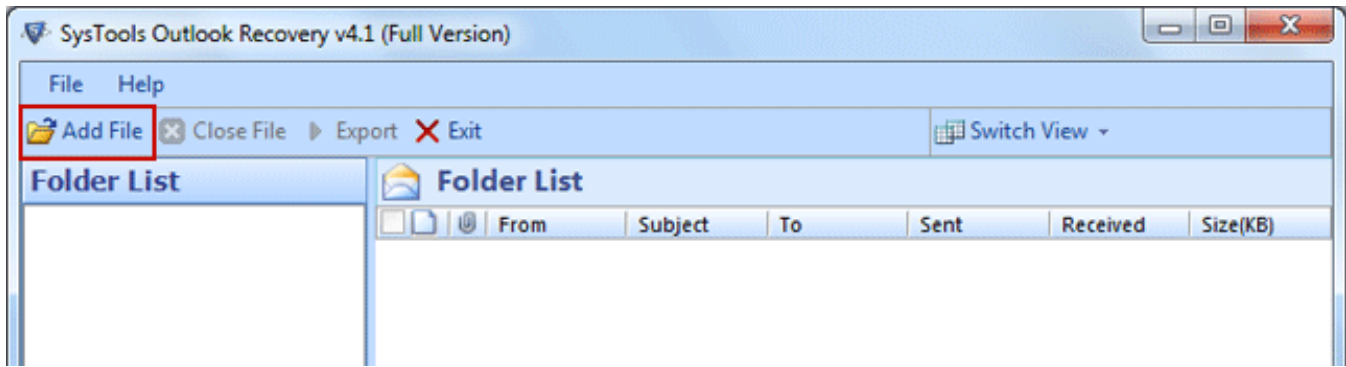 SysTools Outlook Recovery v4.1 (Full Version)
File Help
Add File Close File Export Exit Switch View
Folder List Folder List
From Subject To Sent Received Size(KB)